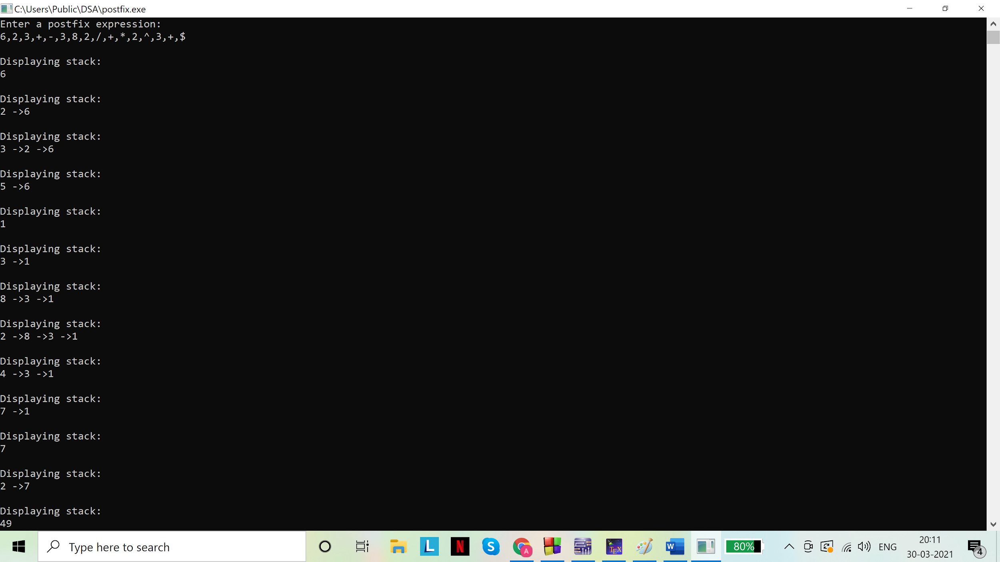 C:\Users\Public\DSA\postfix.exe
Enter a postfix expression:
6,2,3,+,-,3,8,2,/,+,*,2,^,3,+,$
Displaying stack:
6
Displaying stack:
2 ->6
Displaying stack:
3 ->2 ->6
Displaying stack:
5 ->6
Displaying stack:
1
Displaying stack:
3 ->1
Displaying stack:
8 ->3 ->1
Displaying stack:
2 ->8 ->3 ->1
Displaying stack:
4 ->3 ->1
Displaying stack:
7 ->1
Displaying stack:
7
Displaying stack:
2 ->7
Displaying stack:
49
Type here to search
L
N
S
A
TEX
W
80%
ENG
20:11
30-03-2021
4